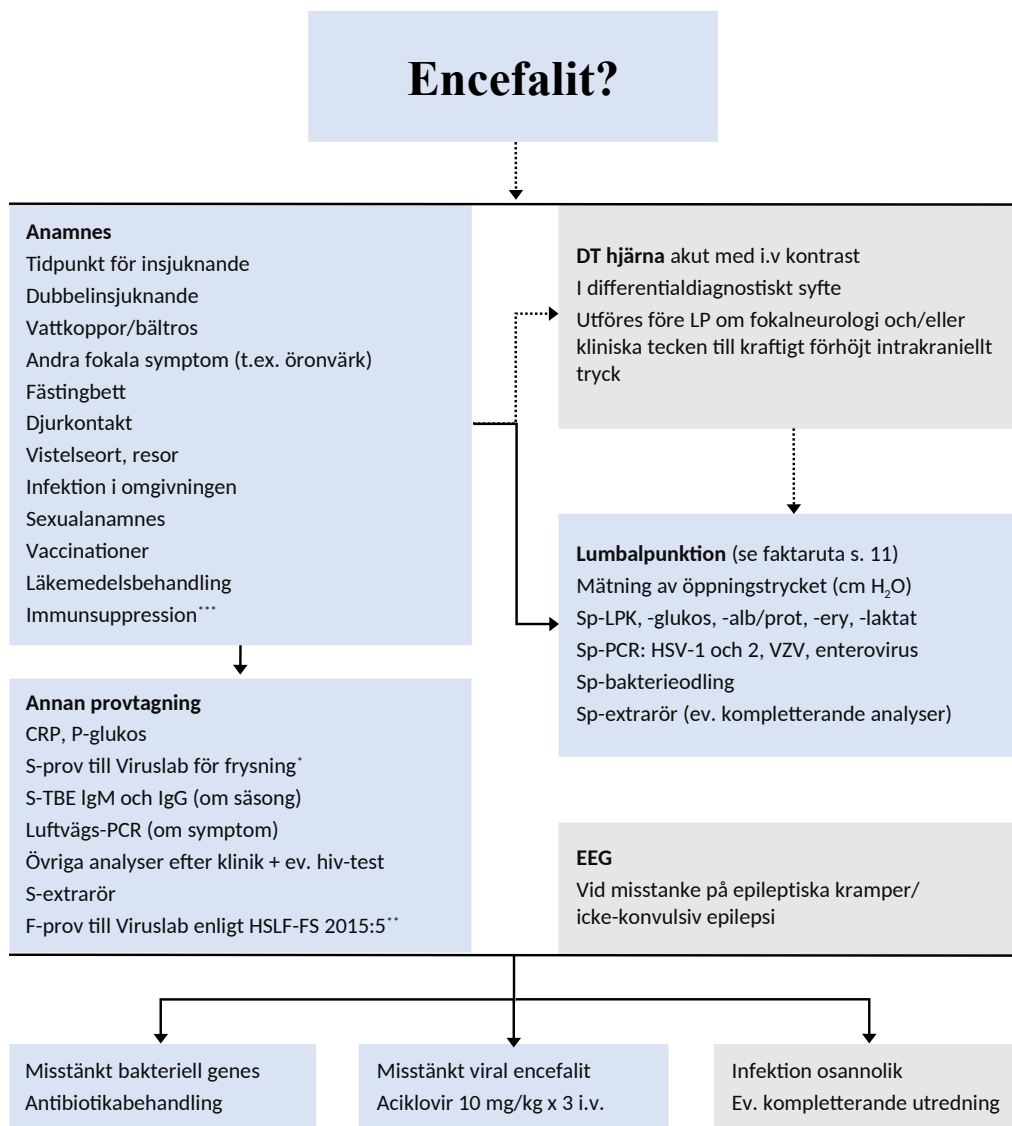 Encefalit?
Anamnes
Tidpunkt för insjuknande
Dubbelinsjuknande
Vattkoppor/bältros
Andra fokala symptom (t.ex. öronvärk)
Fästingbett
Djurkontakt
Vistelseort, resor
Infektion i omgivningen
Sexualanamnes
Vaccinationer
Läkemedelsbehandling
Immunsuppression***
DT hjärna akut med i.v kontrast
I differentialdiagnostiskt syfte
Utföres före LP om fokalneurologi och/eller
kliniska tecken till kraftigt förhöjt intrakraniellt
tryck
Lumbalpunktion (se faktaruta s. 11)
Mätning av öppningstrycket (cm H₂O)
Sp-LPK, -glukos, -alb/prot, -ery, -laktat
Sp-PCR: HSV-1 och 2, VZV, enterovirus
Sp-bakterieodling
Sp-extrarör (ev. kompletterande analyser)
Annan provtagning
CRP, P-glukos
S-prov till Viruslab för frysning*
S-TBE lgM och IgG (om säsong)
Luftvägs-PCR (om symptom)
Övriga analyser efter klinik + ev. hiv-test
S-extrarör
F-prov till Viruslab enligt HSLF-FS 2015:5**
EEG
Vid misstanke på epileptiska kramper/
icke-konvulsiv epilepsi
Misstänkt bakteriell genes
Antibiotikabehandling
Misstänkt viral encefalit
Aciklovir 10 mg/kg x 3 i.v.
Infektion osannolik
Ev. kompletterande utredning